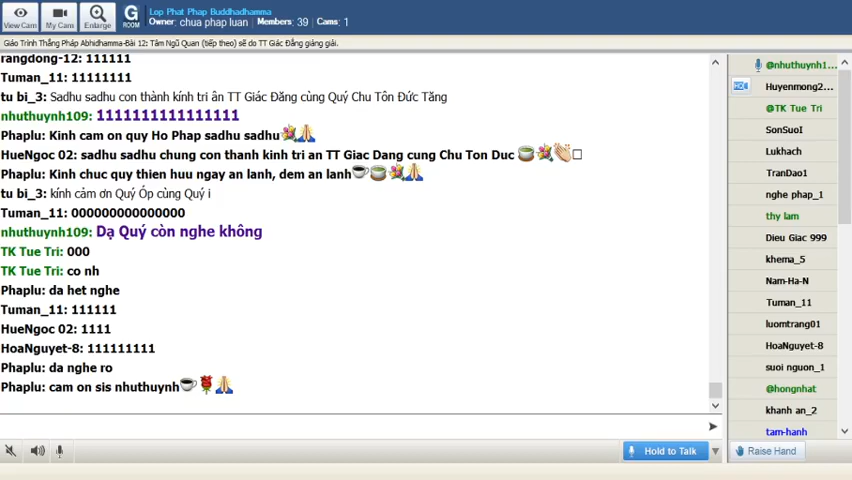 View Cam
My Cam
Enlarge
G ROOM
Lop Phat Phap Buddhadhamma
Owner: chua phap luan Members: 39 Cams: 1
Giáo Trình Thắng Pháp Abhidhamma-Bài 12: Tâm Ngũ Quan (tiếp theo) sẽ do TT Giác Đẳng giảng giải.
rangdong-12: 111111
Tuman_11: 11111111
tu bi_3: Sadhu sadhu con thành kính tri ân TT Giác Đăng cùng Quý Chu Tôn Đức Tăng
nhuthuynh109: 1111111111111111
Phaplu: Kinh cam on quy Ho Phap sadhu sadhu
HueNgoc 02: sadhu sadhu chung con thanh kinh tri an TT Giac Dang cung Chu Ton Duc
Phaplu: Kinh chuc quy thien huu ngay an lanh, dem an lanh
tu bi_3: kính cảm ơn Quý Óp cùng Quý i
Tuman_11: 000000000000000
nhuthuynh109: Dạ Quý còn nghe không
TK Tue Tri: 000
TK Tue Tri: co nh
Phaplu: da het nghe
Tuman_11: 111111
HueNgoc 02: 1111
HoaNguyet-8: 111111111
Phaplu: da nghe ro
Phaplu: cam on sis nhuthuynh
Hold to Talk
@nhuthuynh1...
Huyenmong2...
@TK Tue Tri
SonSuoI
Lukhach
TranDao1
nghe phap_1
thy lam
Dieu Giac 999
khema_5
Nam-Ha-N
Tuman_11
luomtrang01
HoaNguyet-8
suoi nguon_1
@hongnhat
khanh an_2
tam-hanh
Raise Hand